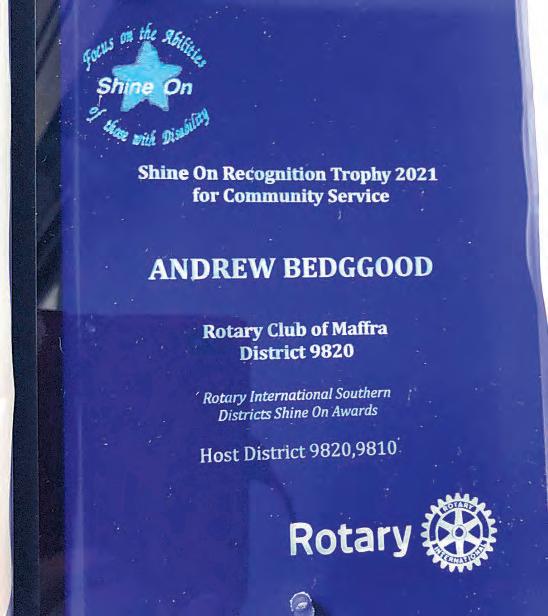 Focus on the Abilities
Shine On
of those with Disability
Shine On Recognition Trophy 2021
for Community Service
ANDREW BEDGGOOD
Rotary Club of Maffra
District 9820
Rotary International Southern
Districts Shine On Awards
Host District 9820,9810
Rotary
ROTARY
INTERNATIONAL